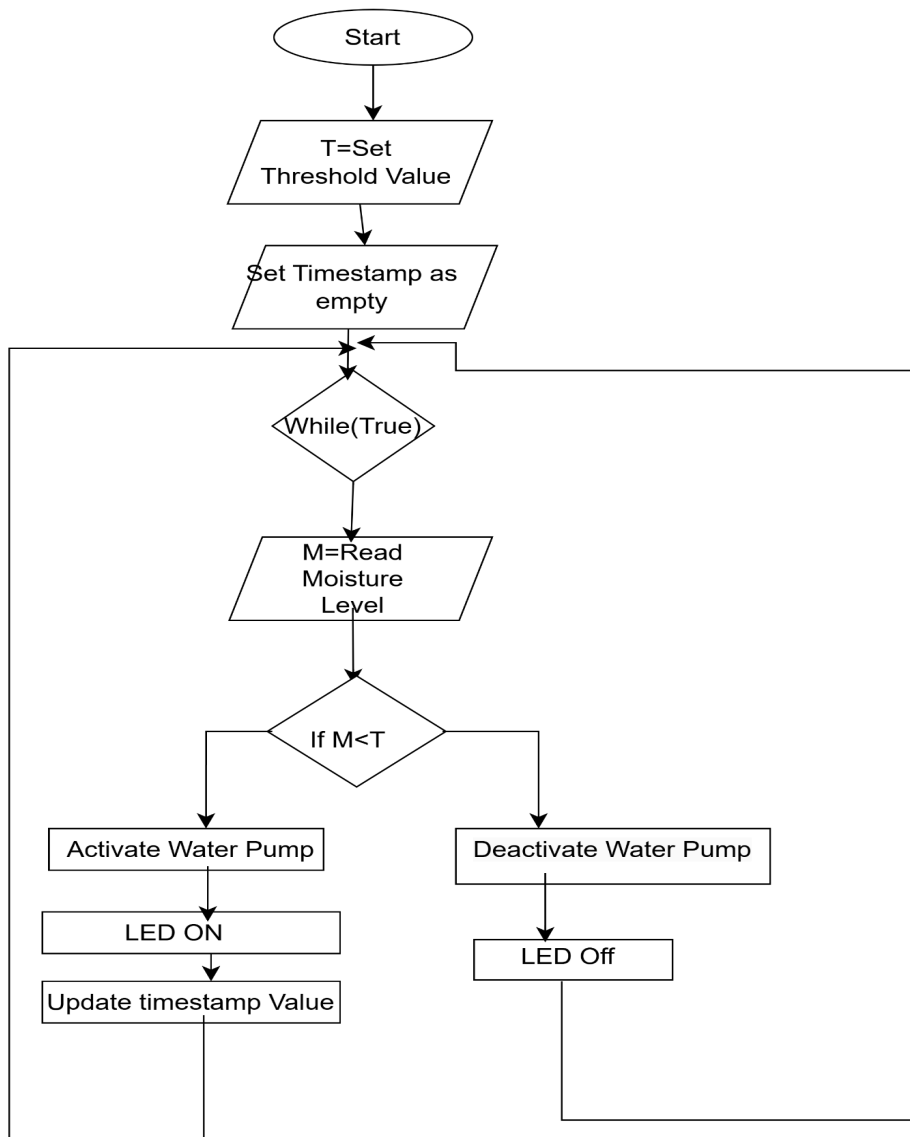 Start
T=Set
Threshold Value
Set Timestamp as
empty
While(True)
M=Read
Moisture
Level
If M<T
Activate Water Pump
Deactivate Water Pump
LED ON
LED Off
Update timestamp Value